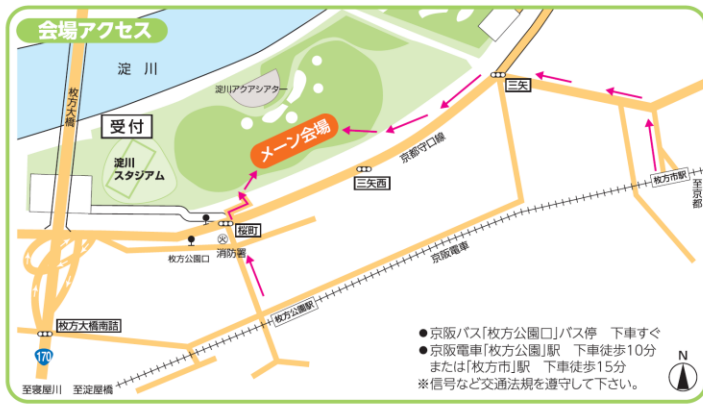 会場アクセス
淀川
枚方大橋
淀川アクアシアター
三矢
受付
メーン会場
淀川
スタジアム
京都守口線
三矢西
枚方市駅
至京都
桜町
消防署
枚方公園口
京阪電車
枚方公園駅
枚方大橋南詰
170
至寝屋川 至淀屋橋
●京阪バス「枚方公園口」バス停 下車すぐ
●京阪電車「枚方公園」駅 下車徒歩10分
または「枚方市」駅 下車徒歩15分
※信号など交通法規を遵守して下さい。
N